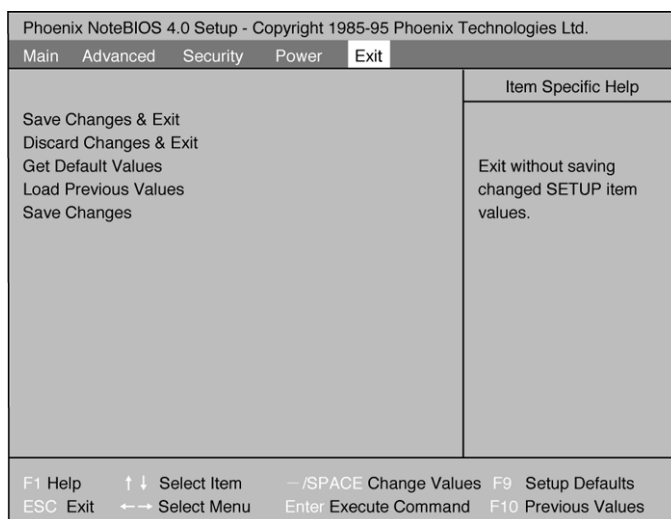 Phoenix NoteBIOS 4.0 Setup - Copyright 1985-95 Phoenix Technologies Ltd.
Main Advanced Security Power Exit
Item Specific Help
Save Changes & Exit
Discard Changes & Exit
Get Default Values
Load Previous Values
Save Changes
Exit without saving
changed SETUP item
values.
F1 Help ↑ ↓ Select Item –/SPACE Change Values F9 Setup Defaults
ESC Exit ←→ Select Menu Enter Execute Command F10 Previous Values